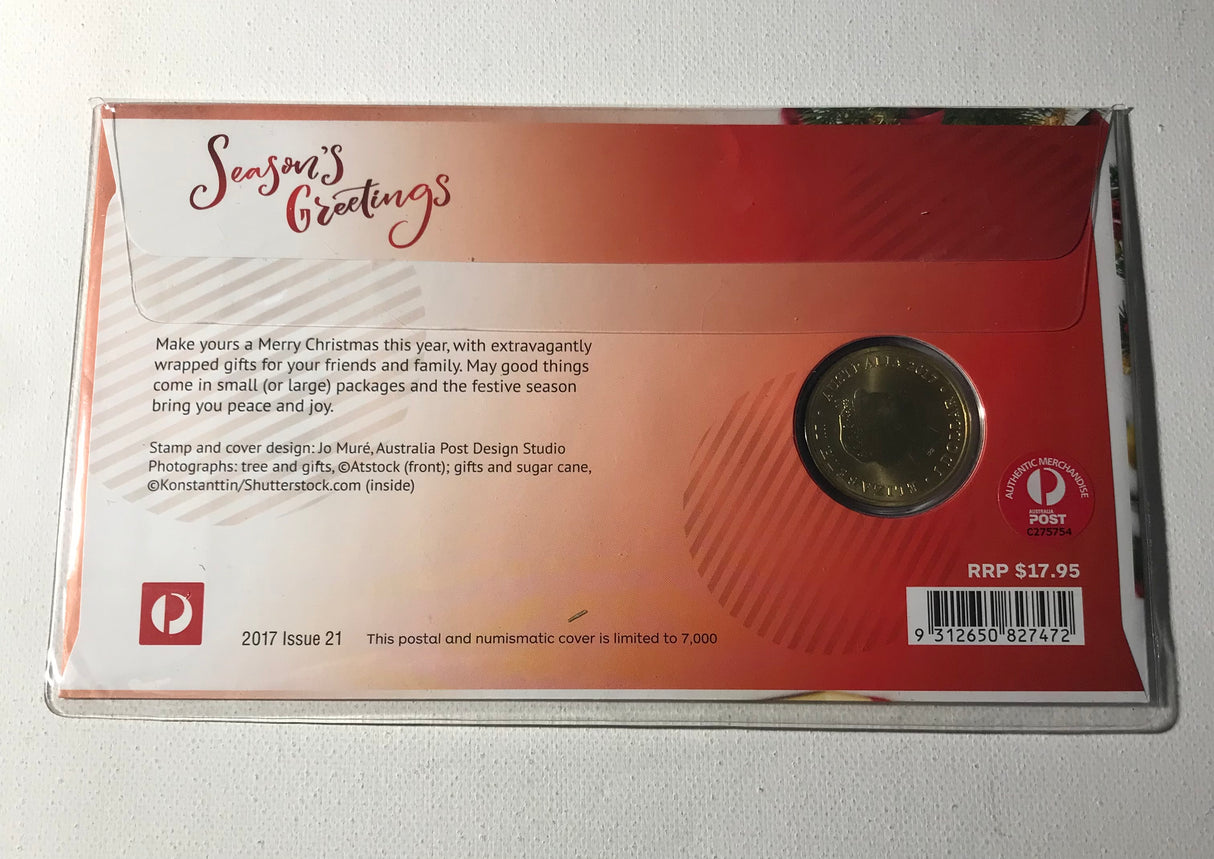 Season's
Greetings
Make yours a Merry Christmas this year, with extravagantly
wrapped gifts for your friends and family. May good things
come in small (or large) packages and the festive season
bring you peace and joy.
Stamp and cover design: Jo Muré, Australia Post Design Studio
Photographs: tree and gifts, ©Atstock (front); gifts and sugar cane,
©Konstanttin/Shutterstock.com (inside)
AUSTRALIA 2017
ELIZABETH II
AUTHENTIC MERCHANDISE
AUSTRALIA
POST
C275754
RRP $17.95
9 312650 827472
2017 Issue 21
This postal and numismatic cover is limited to 7,000